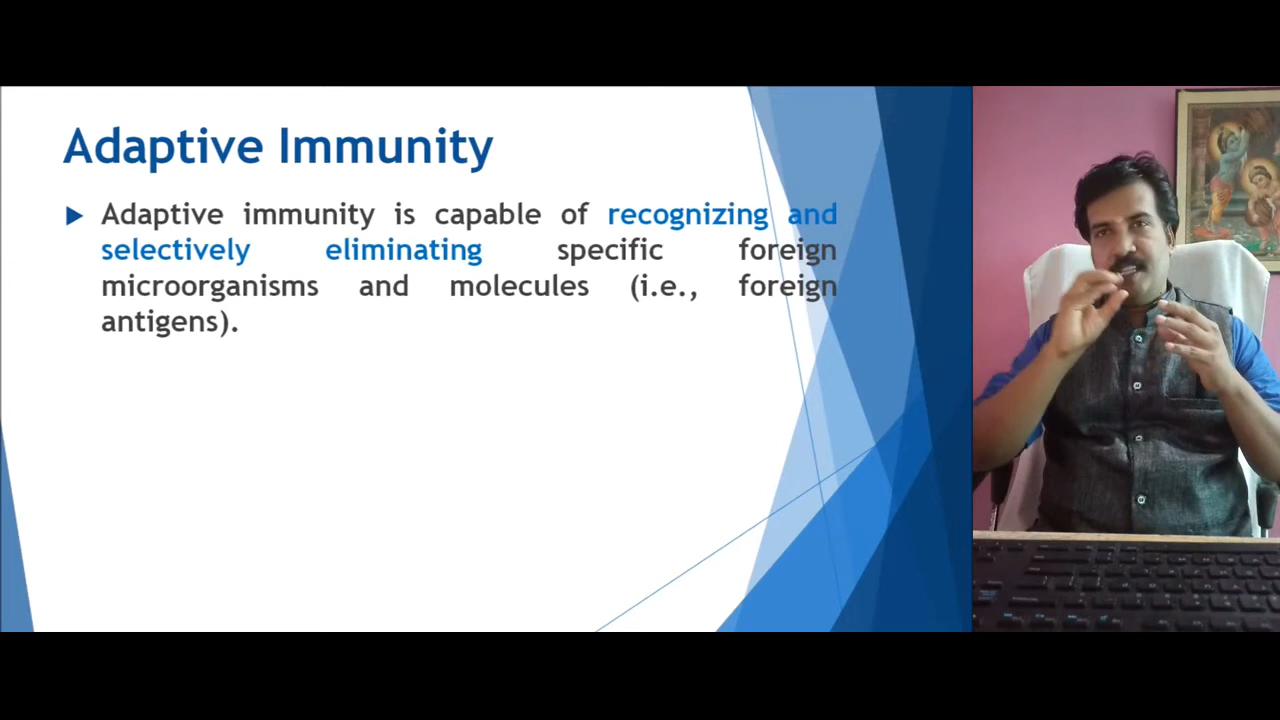 Adaptive Immunity
Adaptive immunity is capable of recognizing and
selectively eliminating specific foreign
microorganisms and molecules (i.e., foreign
antigens).